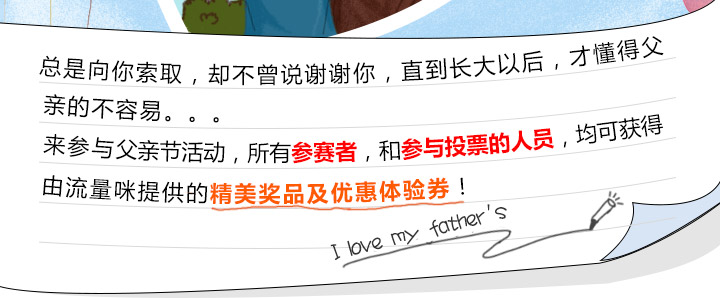 总是向你索取，却不曾说谢谢你，直到长大以后，才懂得父
亲的不容易。。。
来参与父亲节活动，所有参赛者，和参与投票的人员，均可获得
由流量咪提供的精美奖品及优惠体验券！
I love my father's